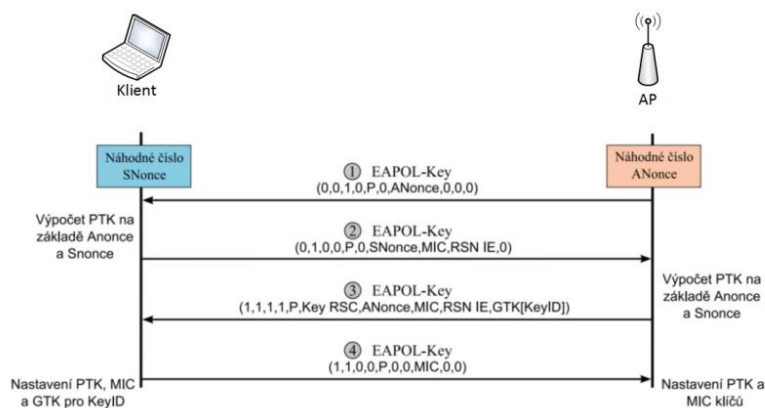 Klient
AP
Náhodné číslo
SNonce
Náhodné číslo
ANonce
1 EAPOL-Key
(0,0,1,0,P,0,ANonce,0,0,0)
Výpočet PTK na
základě Anonce
a Snonce
2 EAPOL-Key
(0,1,0,0,P,0,SNonce,MIC,RSN IE,0)
Výpočet PTK na
základě Anonce
a Snonce
3 EAPOL-Key
(1,1,1,1,P,Key RSC,ANonce,MIC,RSN IE,GTK[KeyID])
4 EAPOL-Key
(1,1,0,0,P,0,0,MIC,0,0)
Nastavení PTK, MIC
a GTK pro KeyID
Nastavení PTK a
MIC klíčů